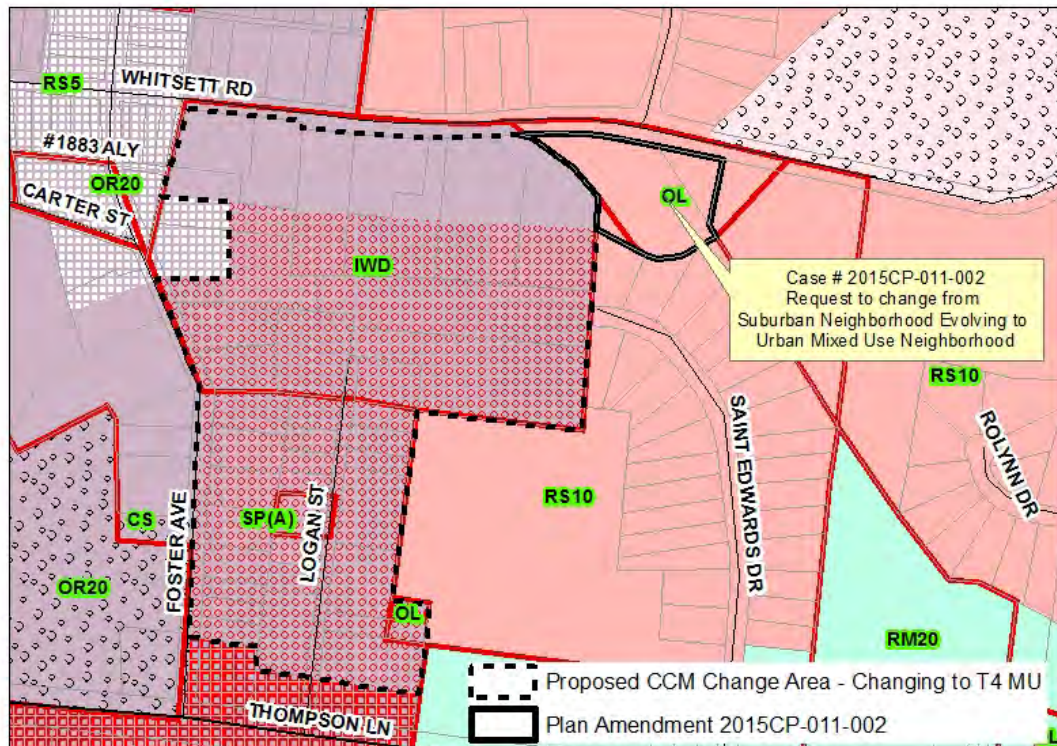 RS5
WHITSETT RD
#1883 ALY
OR20
CARTER ST
OL
IWD
Case # 2015CP-011-002
Request to change from
Suburban Neighborhood Evolving to
Urban Mixed Use Neighborhood
RS10
ROLYNN DR
SAINT EDWARDS DR
RS10
CS
SP(A)
LOGAN ST
FOSTER AVE
OR20
OL
RM20
THOMPSON LN
Proposed CCM Change Area - Changing to T4 MU
Plan Amendment 2015CP-011-002